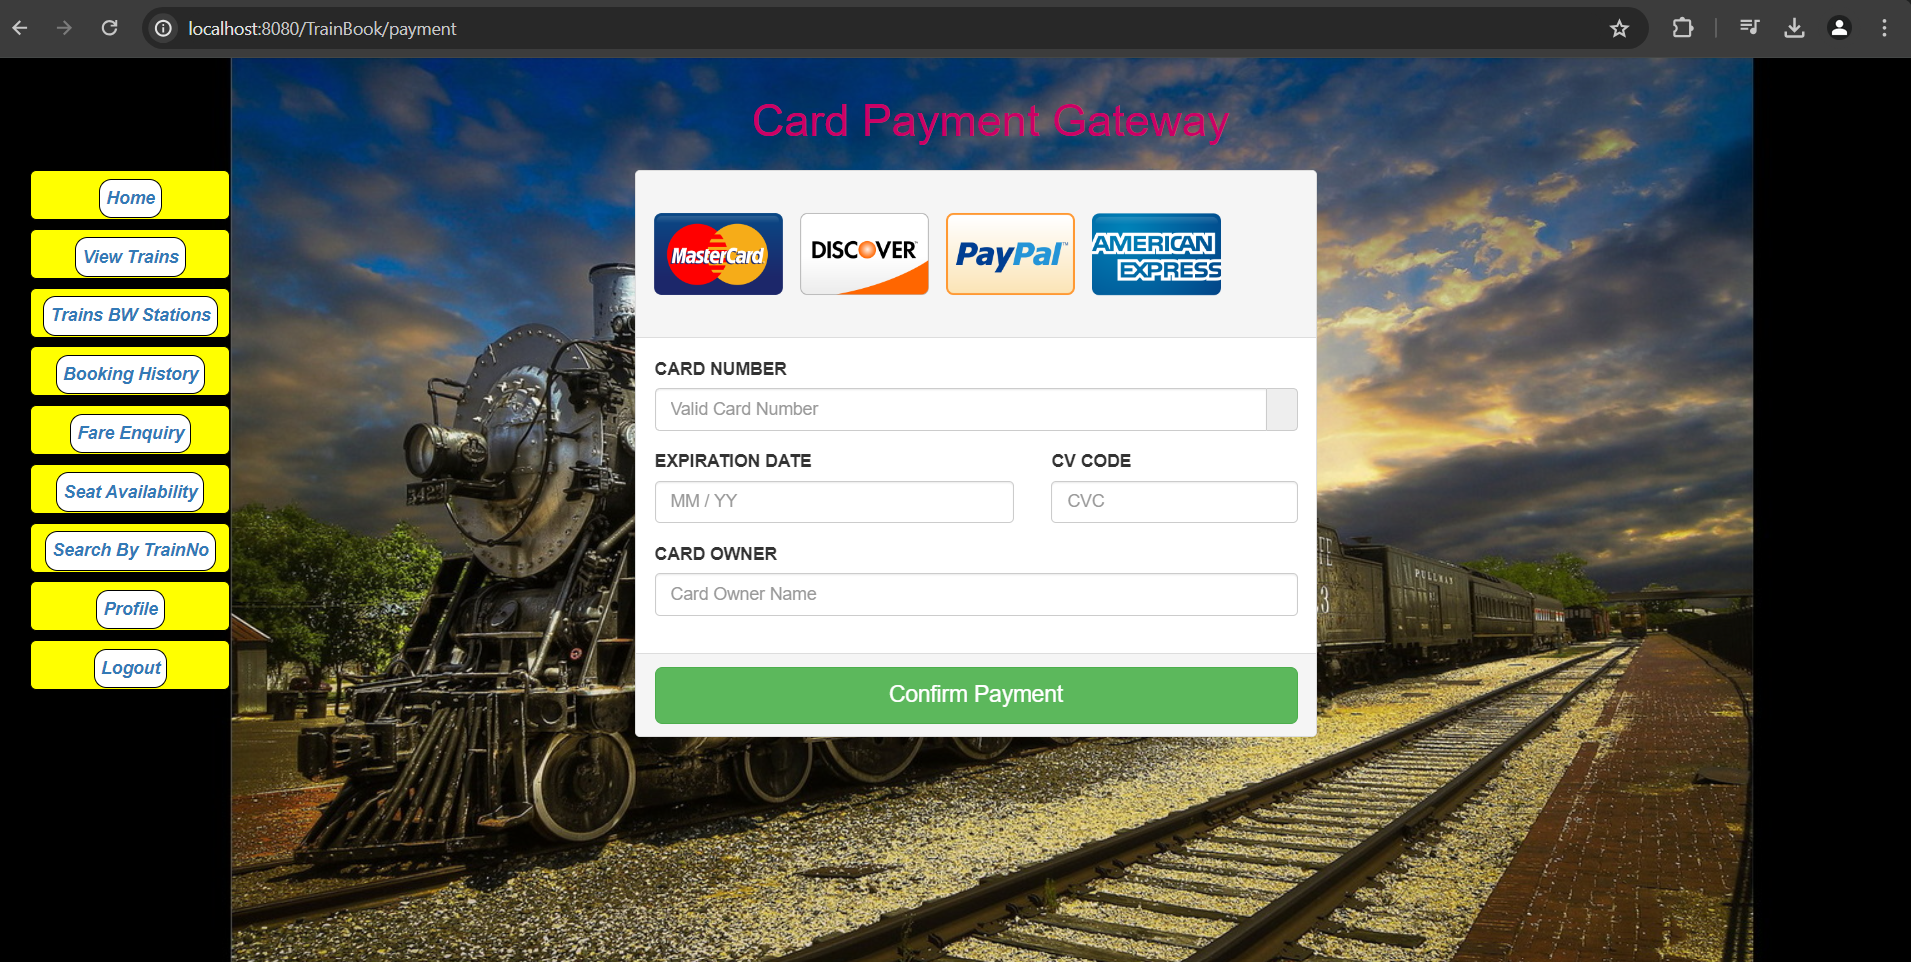 localhost:8080/TrainBook/payment
Card Payment Gateway
Home
View Trains
Trains BW Stations
Booking History
Fare Enquiry
Seat Availability
Search By TrainNo
Profile
Logout
MasterCard
DISCOVER
PayPal™
AMERICAN
EXPRESS
CARD NUMBER
Valid Card Number
EXPIRATION DATE
CV CODE
MM / YY
CVC
CARD OWNER
Card Owner Name
Confirm Payment
PULLMAN